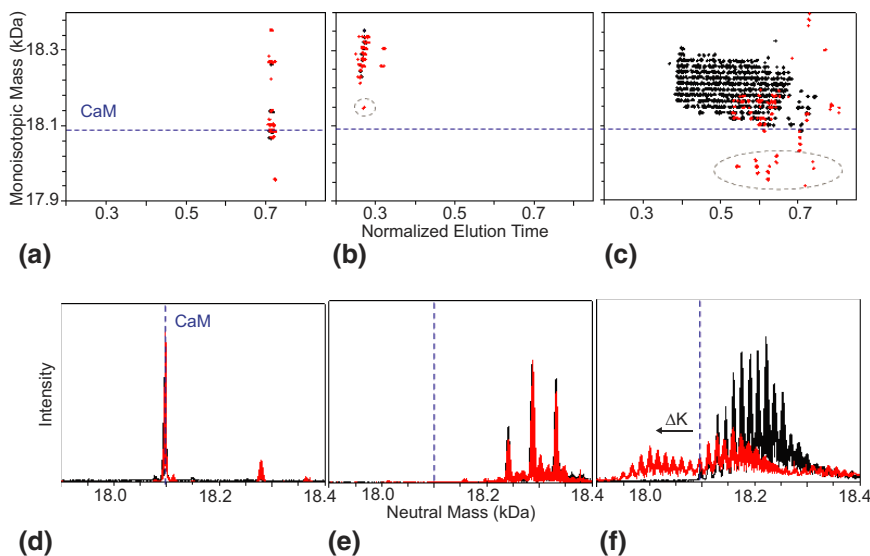 Monoisotopic Mass (kDa)
18.3
18.1
17.9
CaM
0.3 0.5 0.7
0.3 0.5 0.7
0.3 0.5 0.7
Normalized Elution Time
(a) (b) (c)
Intensity
CaM
ΔK
18.0 18.2 18.4
18.0 18.2 18.4
18.0 18.2 18.4
Neutral Mass (kDa)
(d) (e) (f)